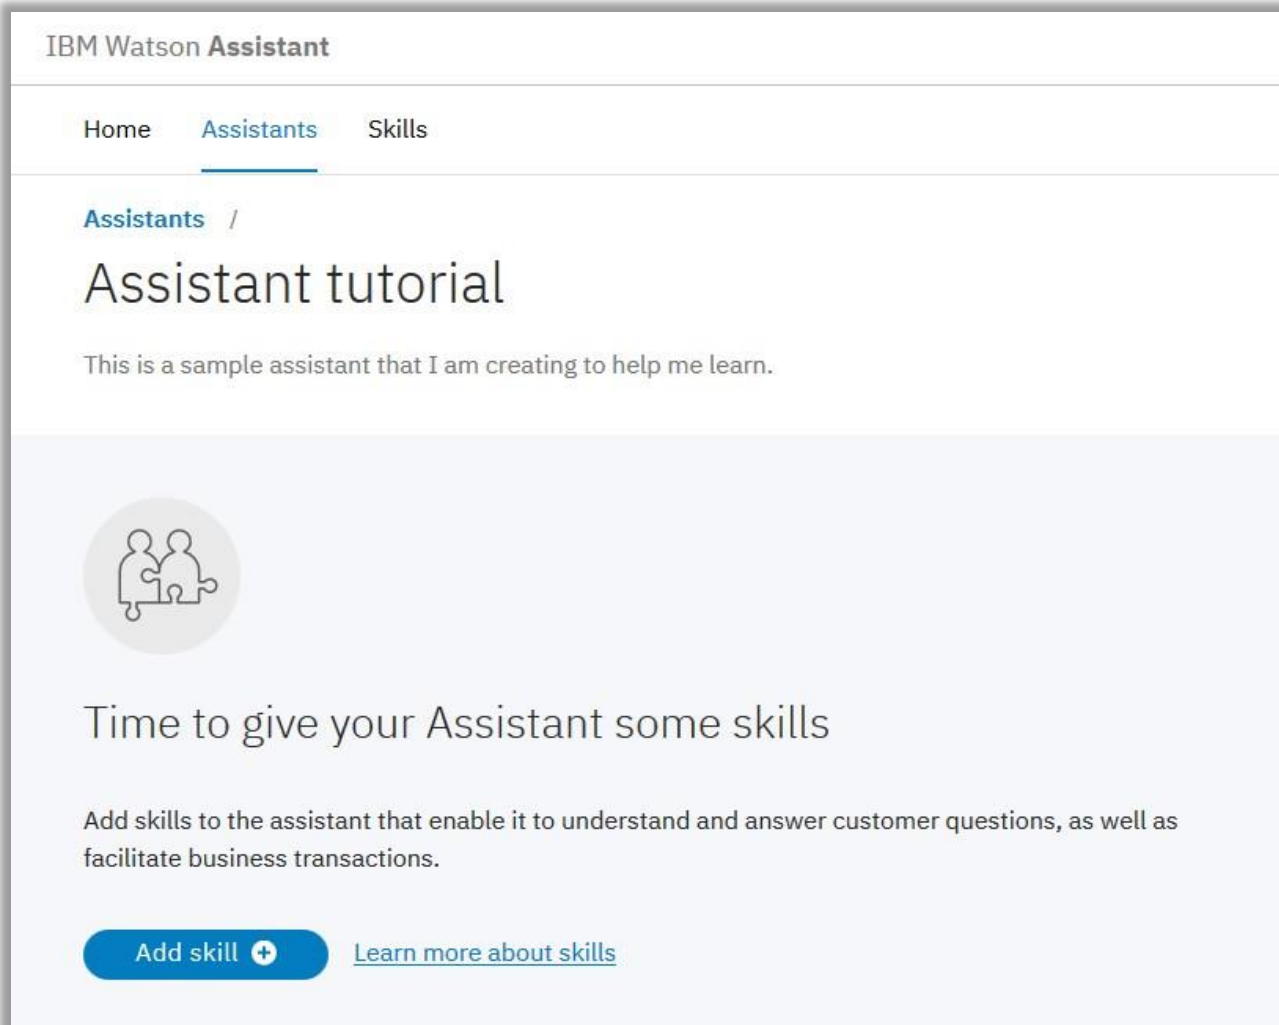 IBM Watson Assistant
Home Assistants Skills
Assistants /
Assistant tutorial
This is a sample assistant that I am creating to help me learn.
Time to give your Assistant some skills
Add skills to the assistant that enable it to understand and answer customer questions, as well as
facilitate business transactions.
Add skill Learn more about skills